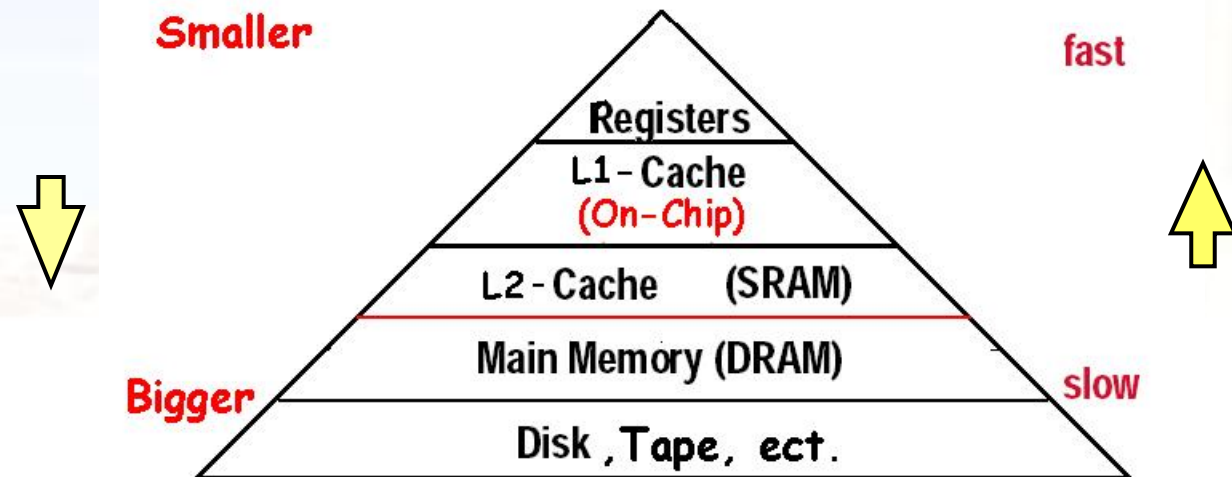 Smaller
fast
Registers
L1 - Cache
(On-Chip)
L2 - Cache (SRAM)
Main Memory (DRAM)
Bigger
slow
Disk , Tape, ect.